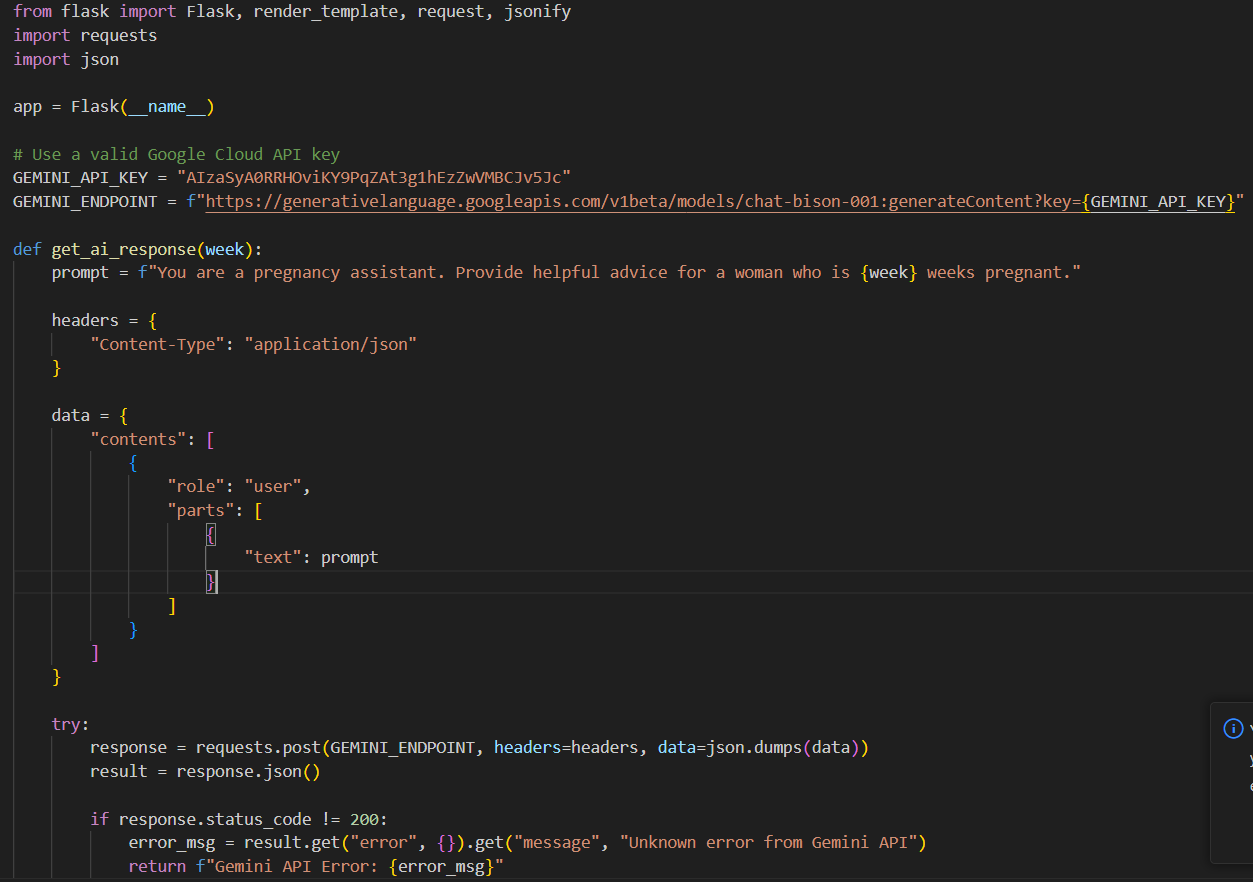 from flask import Flask, render_template, request, jsonify
import requests
import json

app = Flask(__name__)

# Use a valid Google Cloud API key
GEMINI_API_KEY = "AIzaSyA0RRHOviKY9PqZAt3g1hEzZwVMBCJv5Jc"
GEMINI_ENDPOINT = f"https://generativelanguage.googleapis.com/v1beta/models/chat-bison-001:generateContent?key={GEMINI_API_KEY}"

def get_ai_response(week):
    prompt = f"You are a pregnancy assistant. Provide helpful advice for a woman who is {week} weeks pregnant."

    headers = {
        "Content-Type": "application/json"
    }

    data = {
        "contents": [
            {
                "role": "user",
                "parts": [
                    {
                        "text": prompt
                    }
                ]
            }
        ]
    }

    try:
        response = requests.post(GEMINI_ENDPOINT, headers=headers, data=json.dumps(data))
        result = response.json()

        if response.status_code != 200:
            error_msg = result.get("error", {}).get("message", "Unknown error from Gemini API")
            return f"Gemini API Error: {error_msg}"